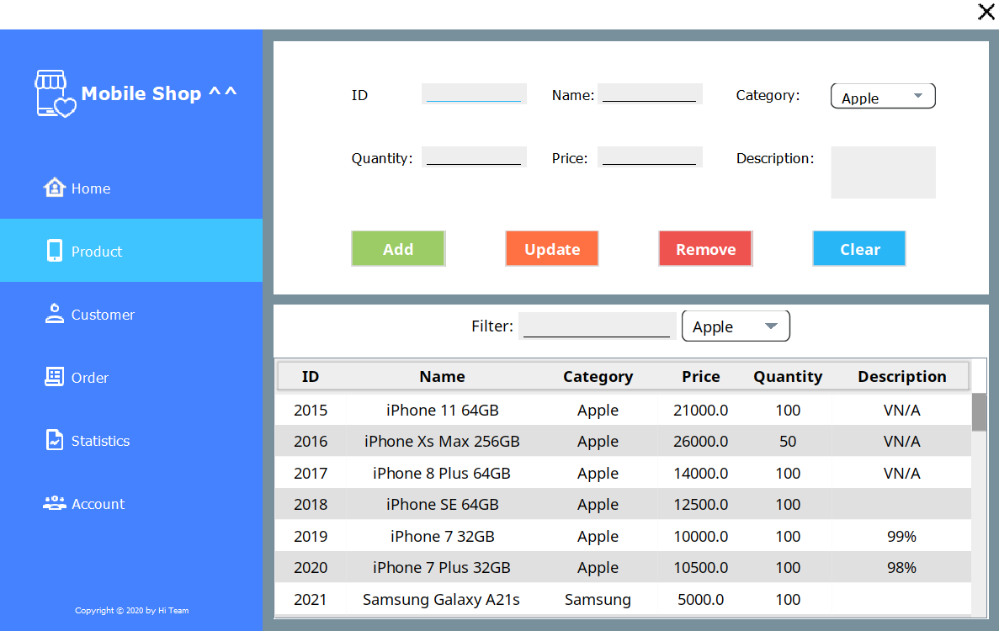 Mobile Shop ^^
Home
Product
Customer
Order
Statistics
Account
Copyright © 2020 by Hi Team
ID Name: Category: Apple
Quantity: Price: Description:
Add Update Remove Clear
Filter: Apple
ID Name Category Price Quantity Description
2015 iPhone 11 64GB Apple 21000.0 100 VN/A
2016 iPhone Xs Max 256GB Apple 26000.0 50 VN/A
2017 iPhone 8 Plus 64GB Apple 14000.0 100 VN/A
2018 iPhone SE 64GB Apple 12500.0 100
2019 iPhone 7 32GB Apple 10000.0 100 99%
2020 iPhone 7 Plus 32GB Apple 10500.0 100 98%
2021 Samsung Galaxy A21s Samsung 5000.0 100